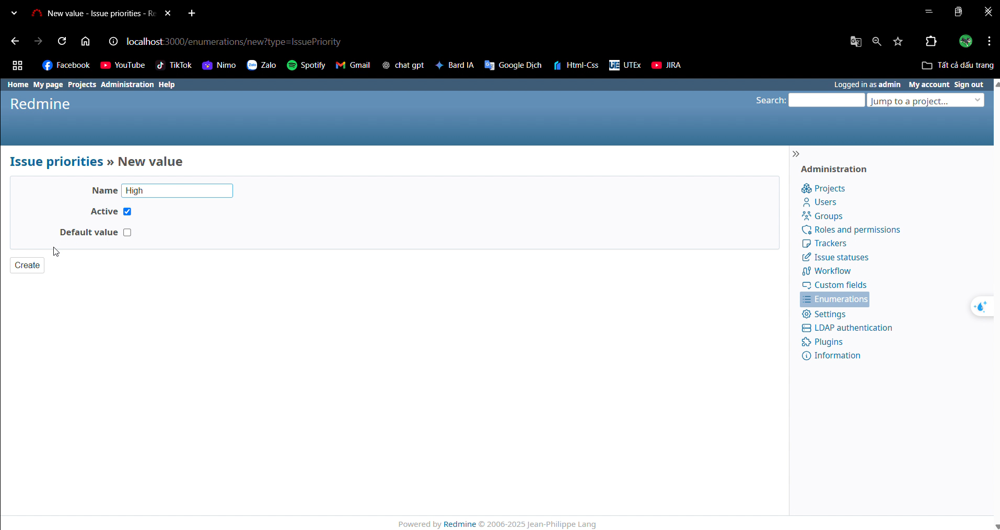 New value - Issue priorities - Re
localhost:3000/enumerations/new?type=IssuePriority
Facebook YouTube TikTok Nimo Zalo Spotify Gmail chat gpt Bard IA Google Dịch Html-Css UTEx JIRA Tất cả dấu trang
Home My page Projects Administration Help Logged in as admin My account Sign out
Redmine Search: Jump to a project...
Issue priorities » New value
Name High
Active
Default value
Create
Administration
Projects
Users
Groups
Roles and permissions
Trackers
Issue statuses
Workflow
Custom fields
Enumerations
Settings
LDAP authentication
Plugins
Information
Powered by Redmine © 2006-2025 Jean-Philippe Lang